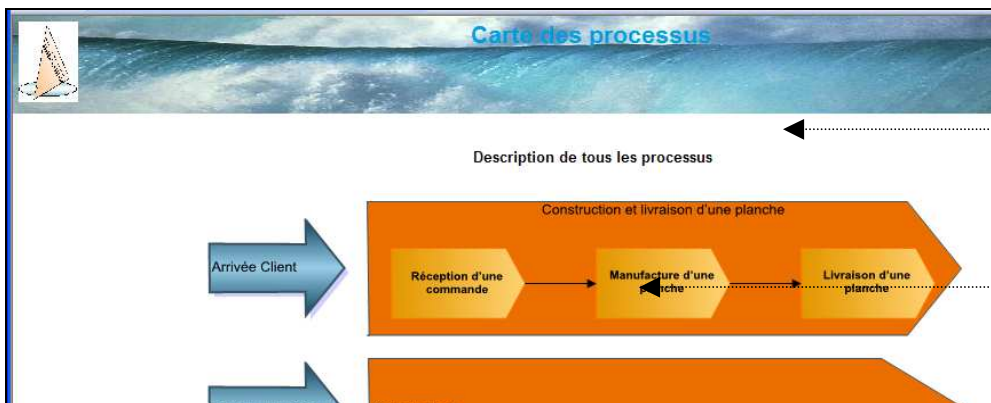 Carte des processus
Description de tous les processus
Construction et livraison d'une planche
Arrivée Client
Réception d'une
commande
Manufacture d'une
planche
Livraison d'une
planche